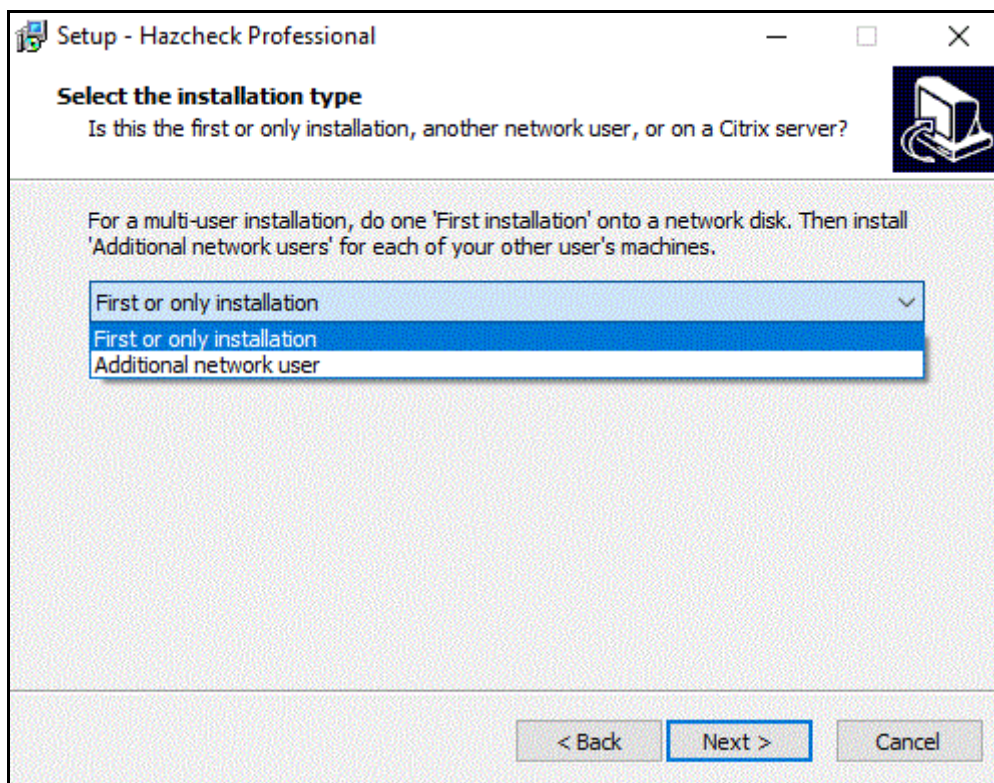 Setup - Hazcheck Professional
Select the installation type
Is this the first or only installation, another network user, or on a Citrix server?
For a multi-user installation, do one 'First installation' onto a network disk. Then install
'Additional network users' for each of your other user's machines.
First or only installation
First or only installation
Additional network user
< Back Next > Cancel